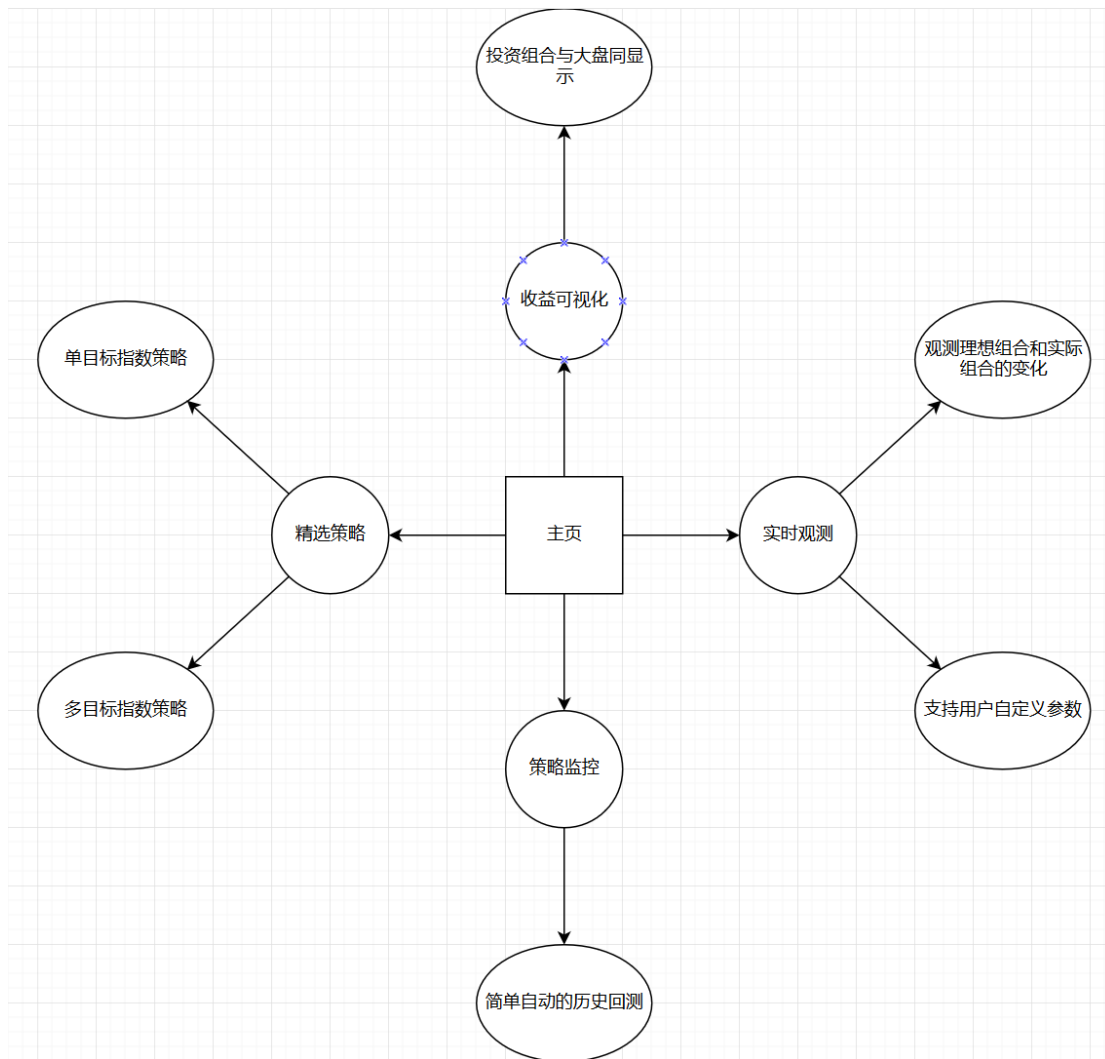 投资组合与大盘同显
示
收益可视化
单目标指数策略
观测理想组合和实际
组合的变化
精选策略
主页
实时观测
多目标指数策略
支持用户自定义参数
策略监控
简单自动的历史回测